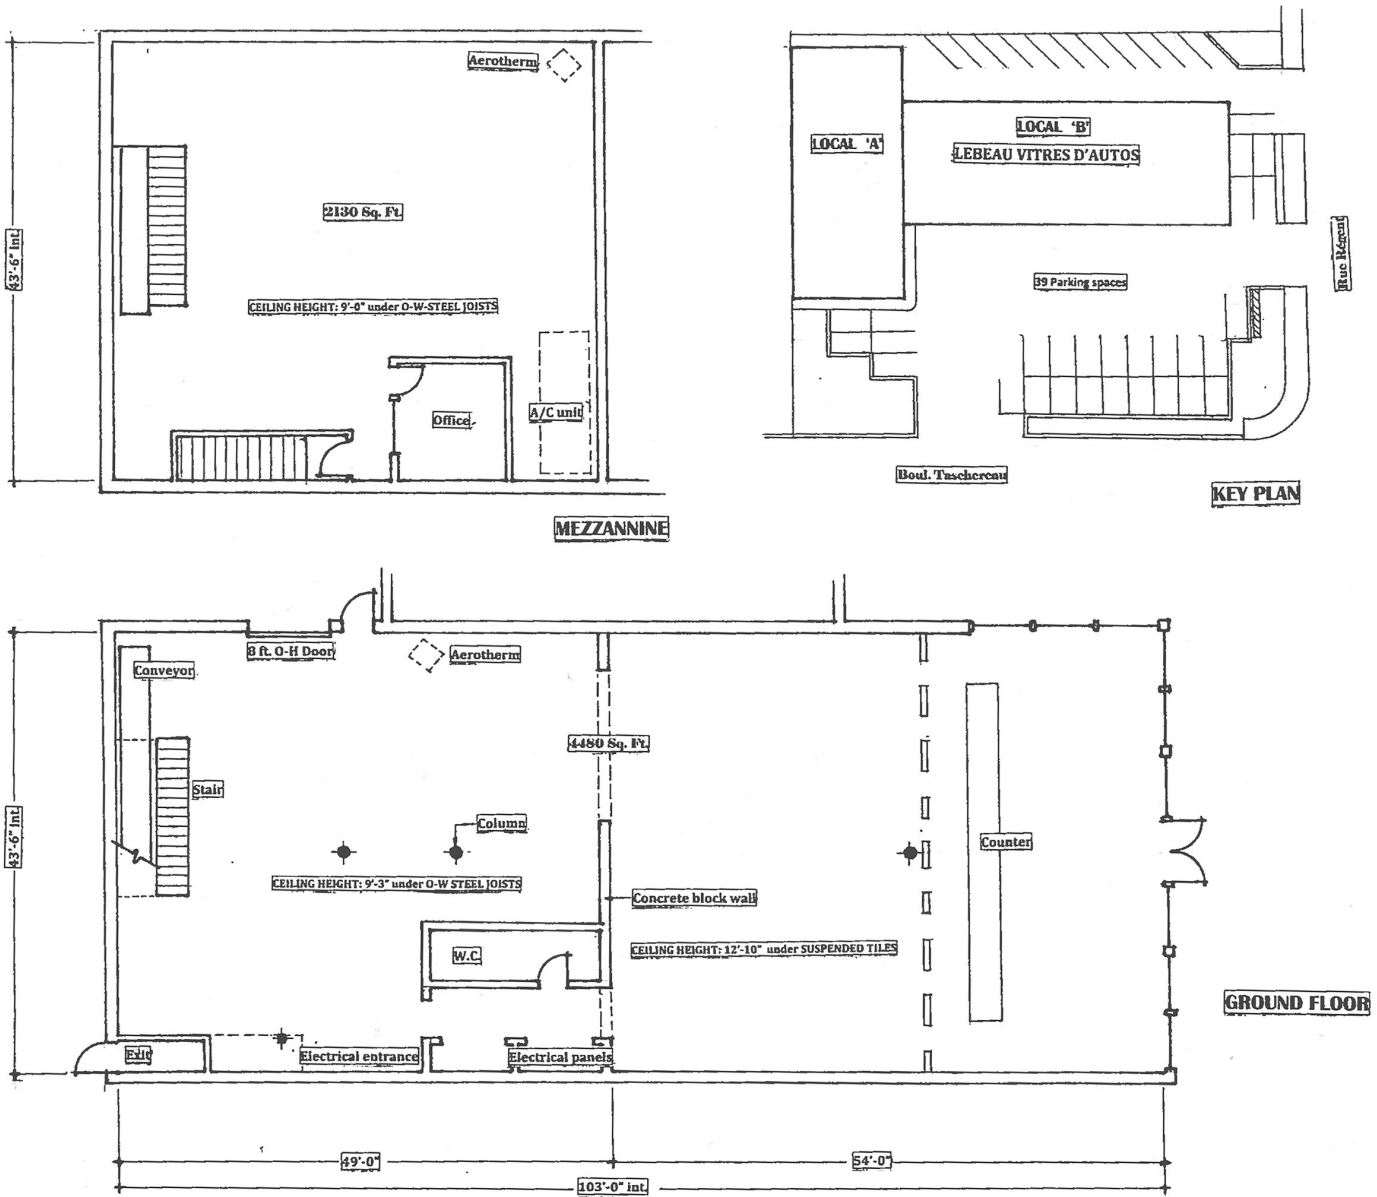 Aerotherm
43'-6" int.
2130 Sq. Ft.
CEILING HEIGHT: 9'-0" under O-W-STEEL JOISTS
Office
A/C unit
MEZZANNINE
LOCAL 'A'
LOCAL 'B'
LEBEAU VITRES D'AUTOS
39 Parking spaces
Rue Régent
Boul. Taschereau
KEY PLAN
8 ft. O-H Door
Aerotherm
Conveyor
4480 Sq. Ft.
Stair
43'-6" int.
Column
Counter
CEILING HEIGHT: 9'-3" under O-W STEEL JOISTS
Concrete block wall
W.C.
CEILING HEIGHT: 12'-10" under SUSPENDED TILES
GROUND FLOOR
Exit
Electrical entrance
Electrical panels
49'-0"
54'-0"
103'-0" int.